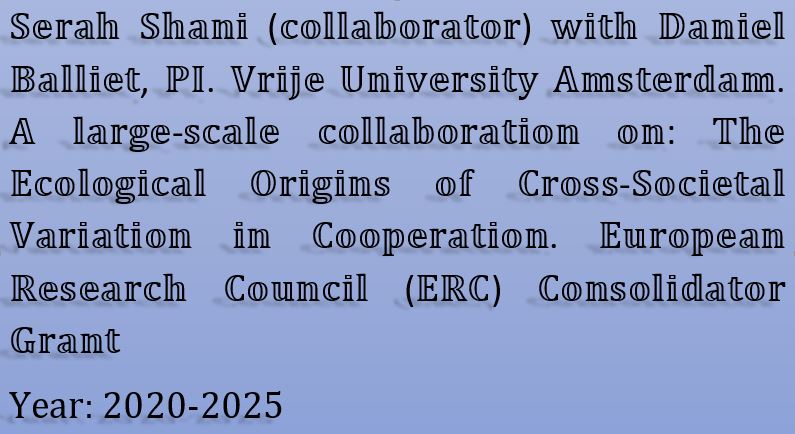 Serah Shani (collaborator) with Daniel
Balliet, PI. Vrije University Amsterdam.
A large-scale collaboration on: The
Ecological Origins of Cross-Societal
Variation in Cooperation. European
Research Council (ERC) Consolidator
Grant
Year: 2020-2025